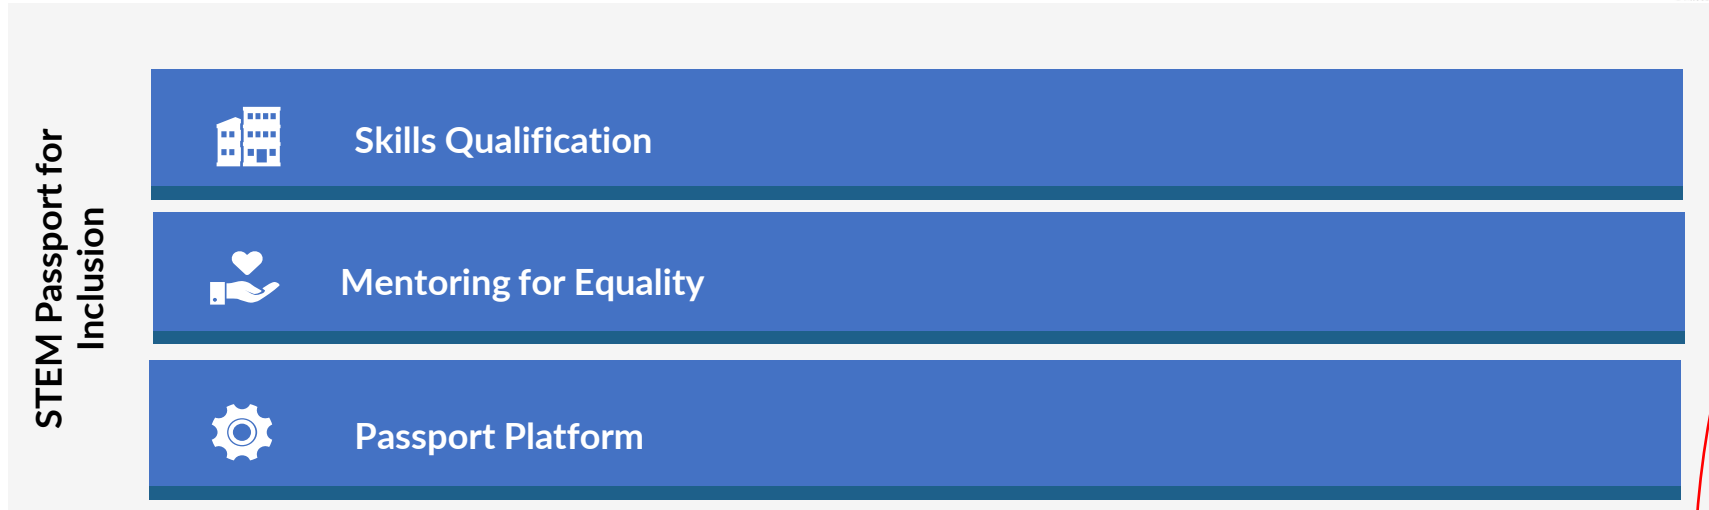 STEM Passport for
Inclusion
Skills Qualification
Mentoring for Equality
Passport Platform